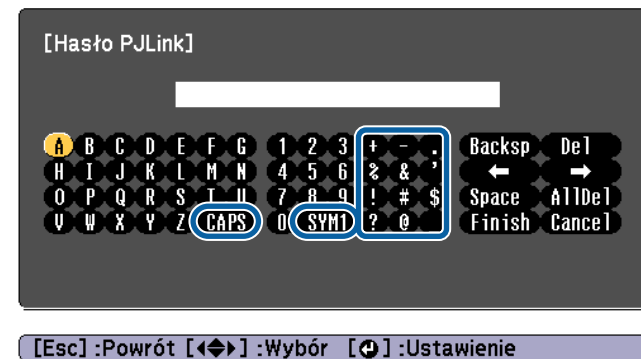 [Hasło PJLink]
A B C D E F G 1 2 3 + - . Backsp Del
H I J K L M N 4 5 6 % & ' ← →
O P Q R S T U 7 8 9 ! # $ Space AllDel
V W X Y Z CAPS 0 SYM1 ? @ _ Finish Cancel
[Esc] :Powrót [◀◆▶] :Wybór [↵] :Ustawienie